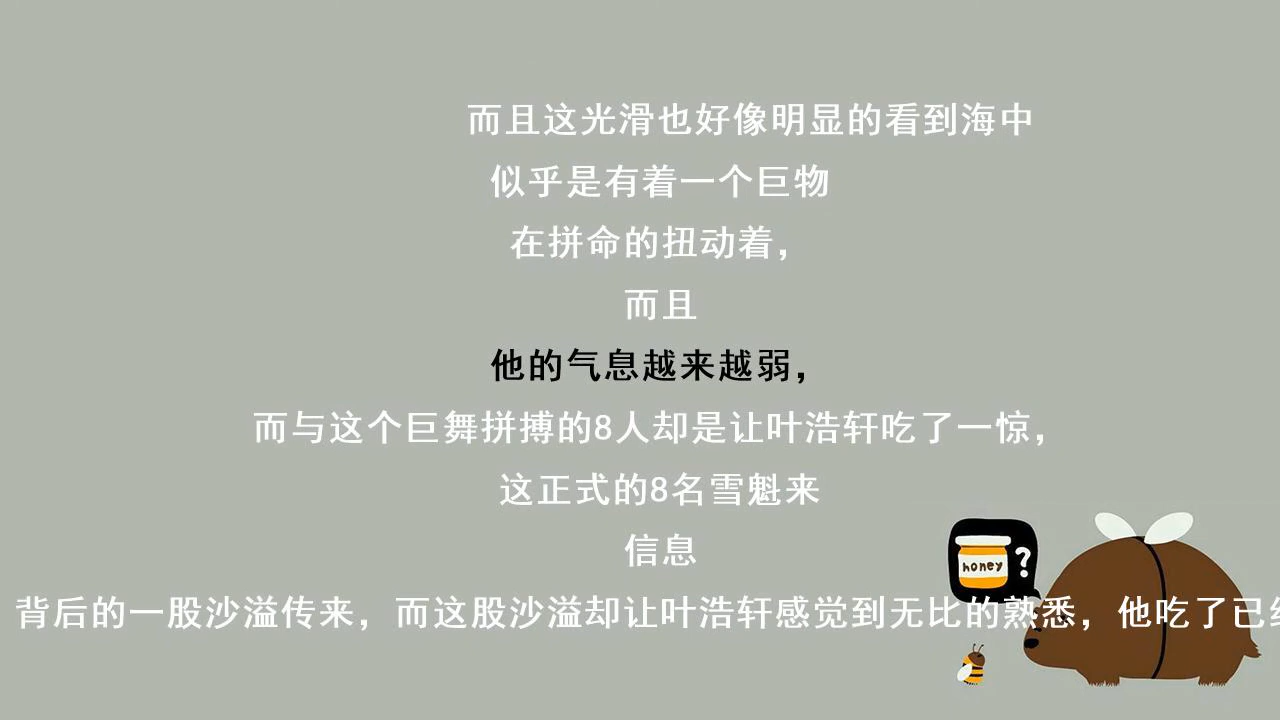 而且这光滑也好像明显的看到海中
似乎是有着一个巨物
在拼命的扭动着，
而且
他的气息越来越弱，
而与这个巨舞拼搏的8人却是让叶浩轩吃了一惊，
这正式的8名雪魁来
信息
背后的一股沙溢传来，而这股沙溢却让叶浩轩感觉到无比的熟悉，他吃了已
honey
?